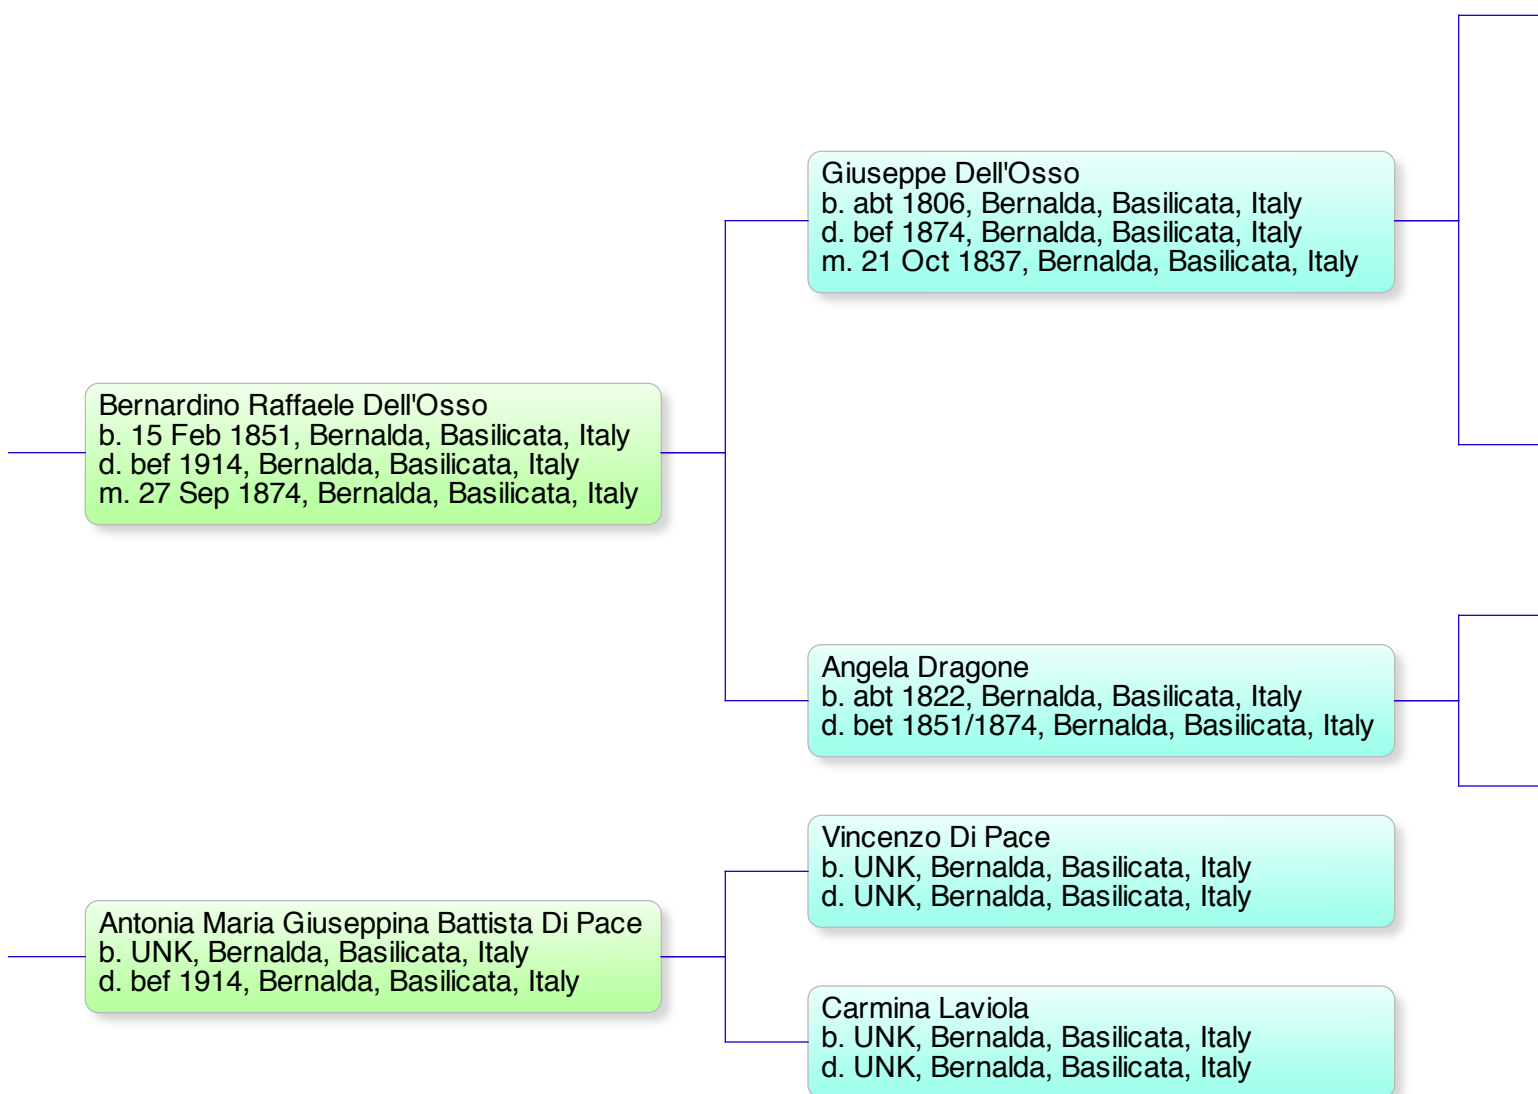 Giuseppe Dell'Osso
b. abt 1806, Bernalda, Basilicata, Italy
d. bef 1874, Bernalda, Basilicata, Italy
m. 21 Oct 1837, Bernalda, Basilicata, Italy
Bernardino Raffaele Dell'Osso
b. 15 Feb 1851, Bernalda, Basilicata, Italy
d. bef 1914, Bernalda, Basilicata, Italy
m. 27 Sep 1874, Bernalda, Basilicata, Italy
Angela Dragone
b. abt 1822, Bernalda, Basilicata, Italy
d. bet 1851/1874, Bernalda, Basilicata, Italy
Vincenzo Di Pace
b. UNK, Bernalda, Basilicata, Italy
d. UNK, Bernalda, Basilicata, Italy
Antonia Maria Giuseppina Battista Di Pace
b. UNK, Bernalda, Basilicata, Italy
d. bef 1914, Bernalda, Basilicata, Italy
Carmina Laviola
b. UNK, Bernalda, Basilicata, Italy
d. UNK, Bernalda, Basilicata, Italy